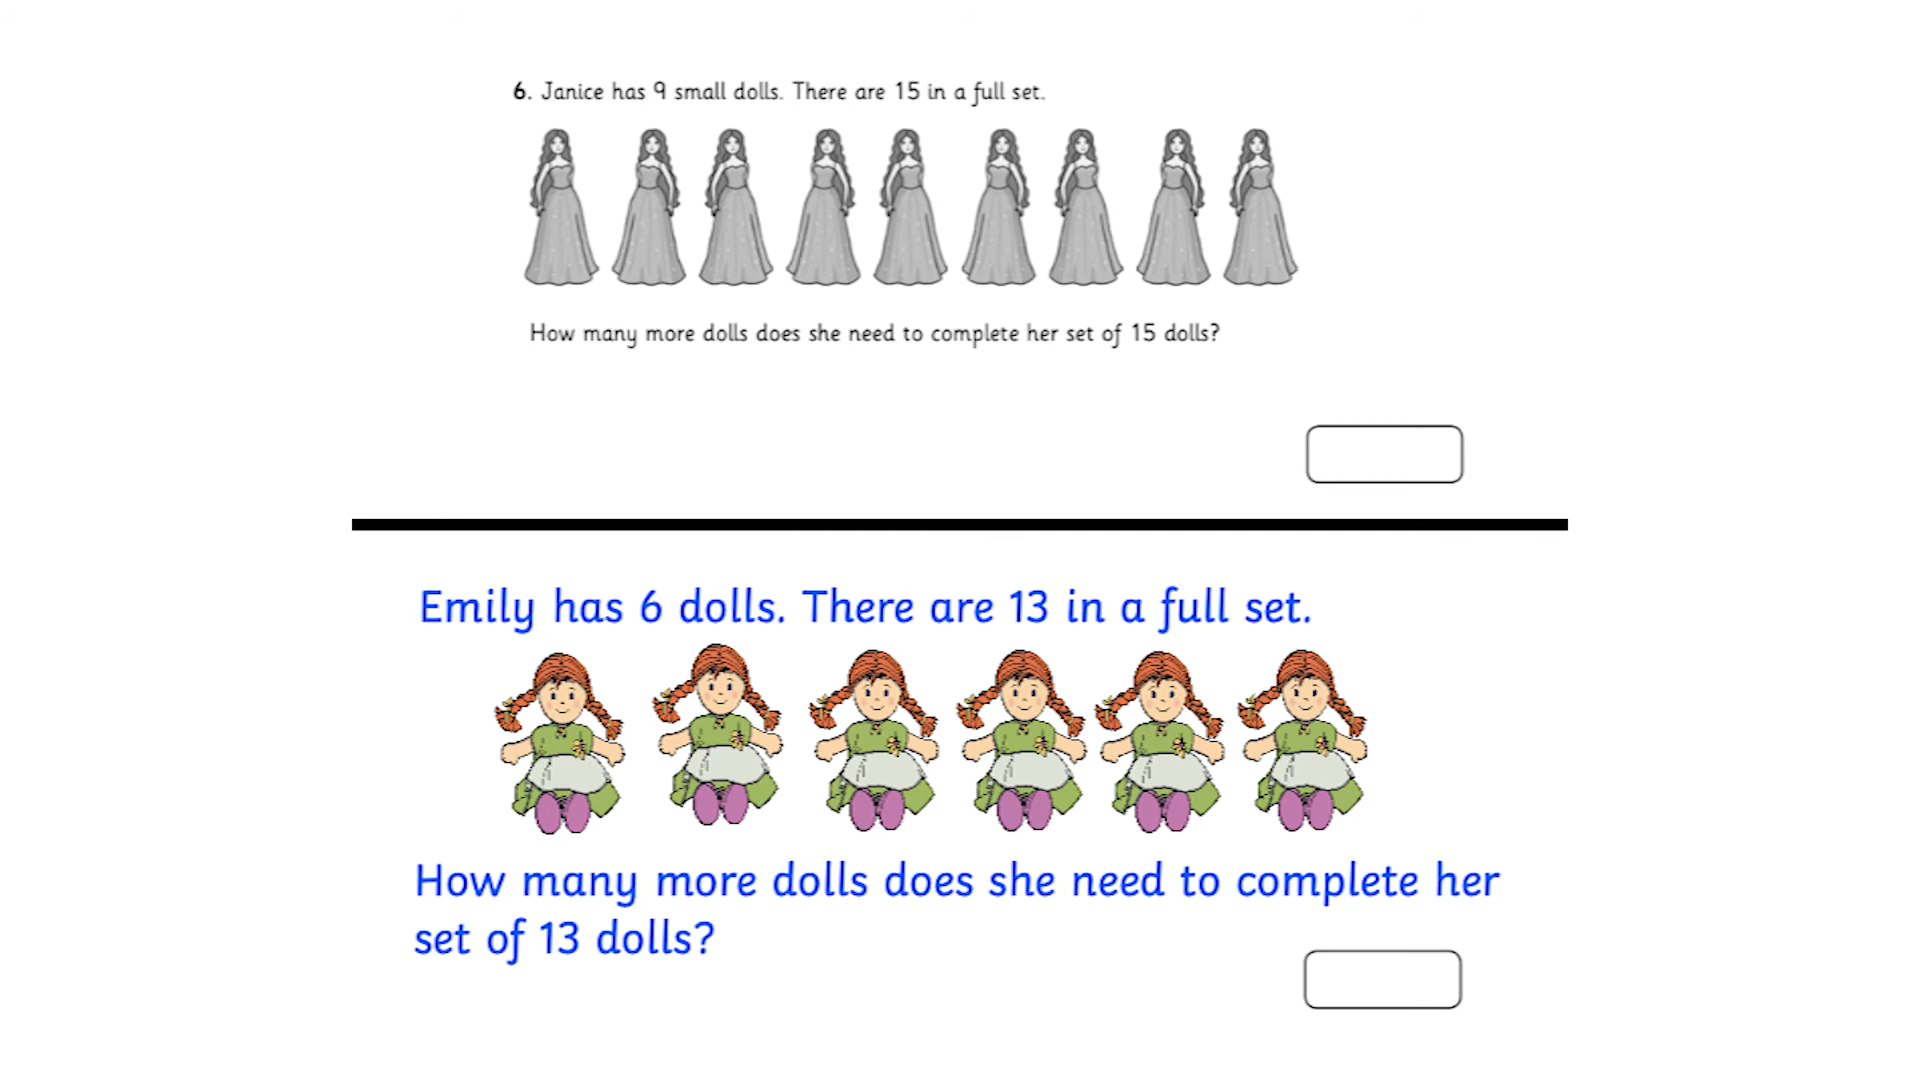 6. Janice has 9 small dolls. There are 15 in a full set.
How many more dolls does she need to complete her set of 15 dolls?
Emily has 6 dolls. There are 13 in a full set.
How many more dolls does she need to complete her
set of 13 dolls?